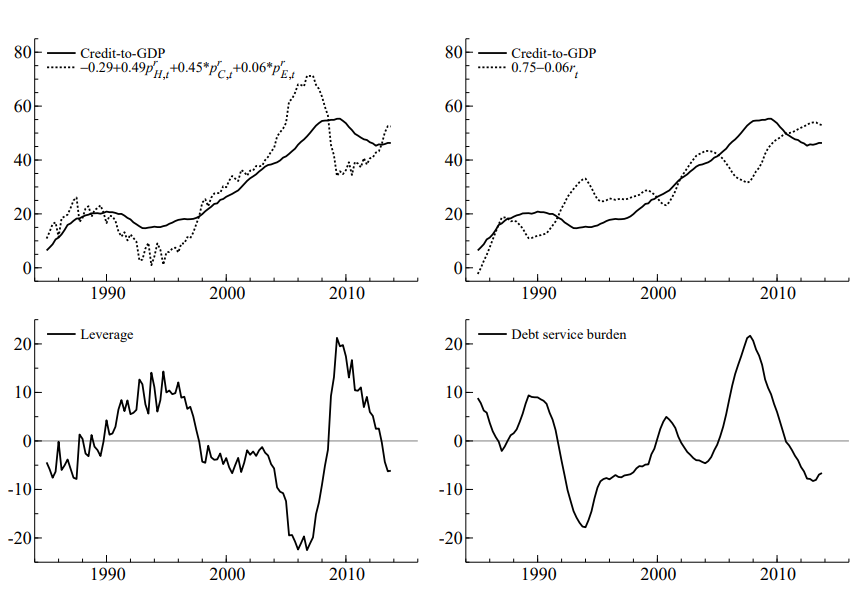 Credit-to-GDP
−0.29+0.49p^r_{H,t}+0.45*p^r_{C,t}+0.06*p^r_{E,t}
80
60
40
20
0
1990 2000 2010
Credit-to-GDP
0.75−0.06r_t
80
60
40
20
0
1990 2000 2010
Leverage
20
10
0
-10
-20
1990 2000 2010
Debt service burden
20
10
0
-10
-20
1990 2000 2010